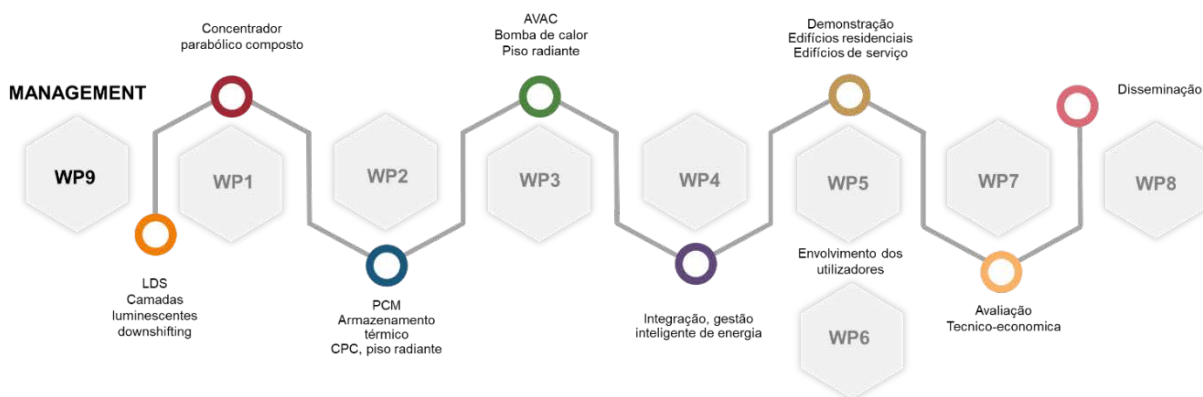 MANAGEMENT
WP9
LDS
Camadas
luminescentes
downshifting
Concentrador
parabólico composto
WP1
WP2
PCM
Armazenamento
térmico
CPC, piso radiante
AVAC
Bomba de calor
Piso radiante
WP3
WP4
Integração, gestão
inteligente de energia
Demonstração
Edifícios residenciais
Edifícios de serviço
WP5
Envolvimento dos
utilizadores
WP6
WP7
Avaliação
Tecnico-economica
Disseminação
WP8